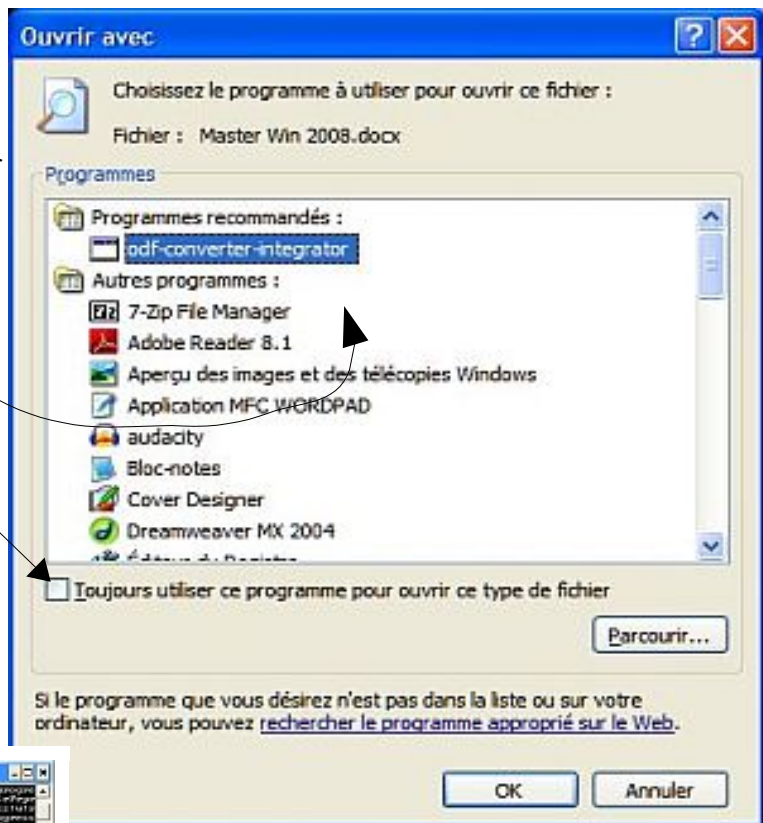 Ouvrir avec
Choisissez le programme à utiliser pour ouvrir ce fichier :
Fichier : Master Win 2008.docx
Programmes
Programmes recommandés :
odf-converter-integrator
Autres programmes :
7-Zip File Manager
Adobe Reader 8.1
Aperçu des images et des télécopies Windows
Application MFC WORDPAD
audacity
Bloc-notes
Cover Designer
Dreamweaver MX 2004
Toujours utiliser ce programme pour ouvrir ce type de fichier
Parcourir...
Si le programme que vous désirez n'est pas dans la liste ou sur votre
ordinateur, vous pouvez rechercher le programme approprié sur le Web.
OK Annuler